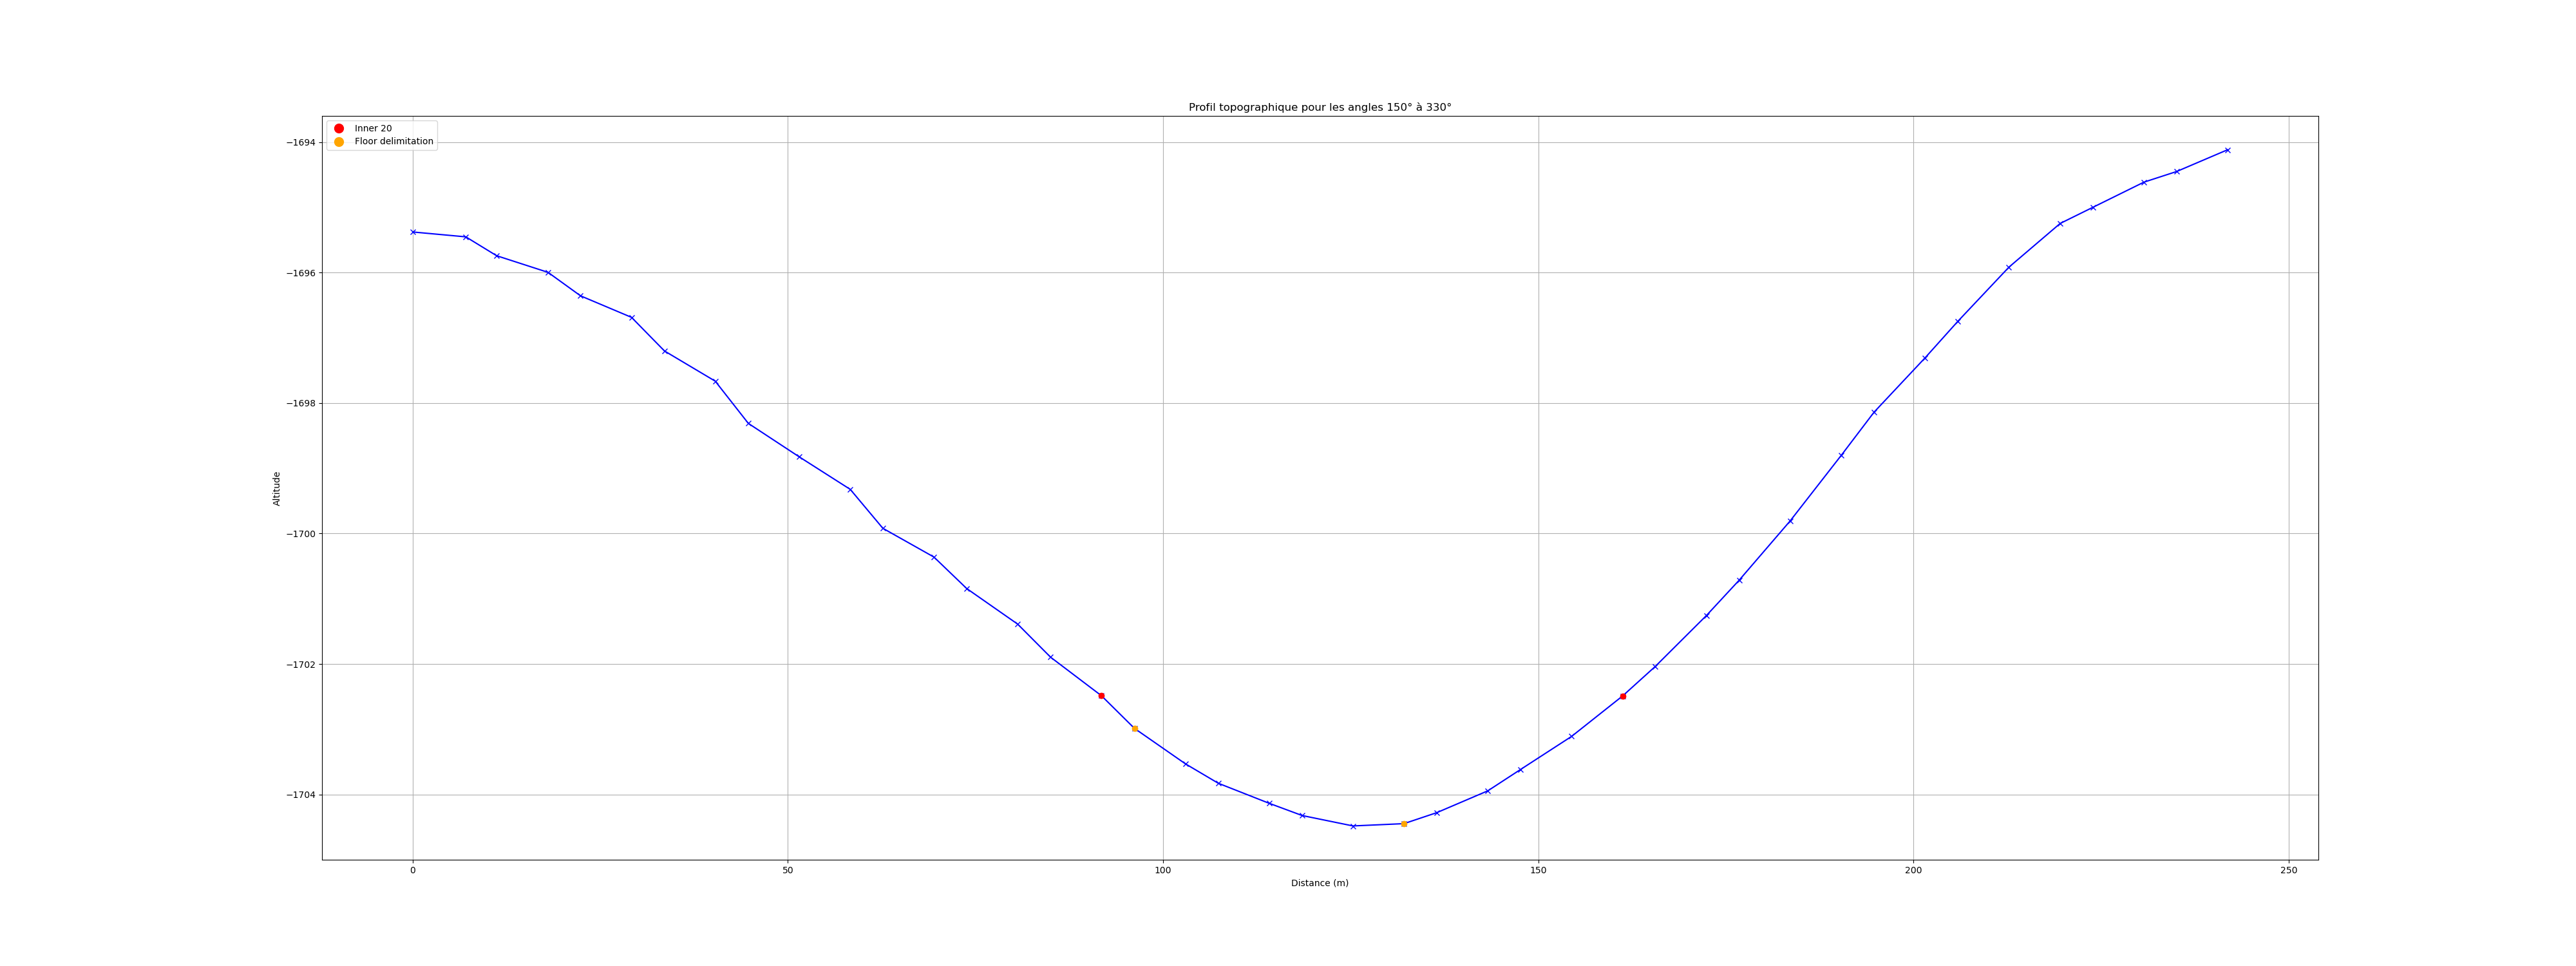 Profil topographique pour les angles 150° à 330°
Inner 20
Floor delimitation
Altitude
−1694
−1696
−1698
−1700
−1702
−1704
0
50
100
150
200
250
Distance (m)